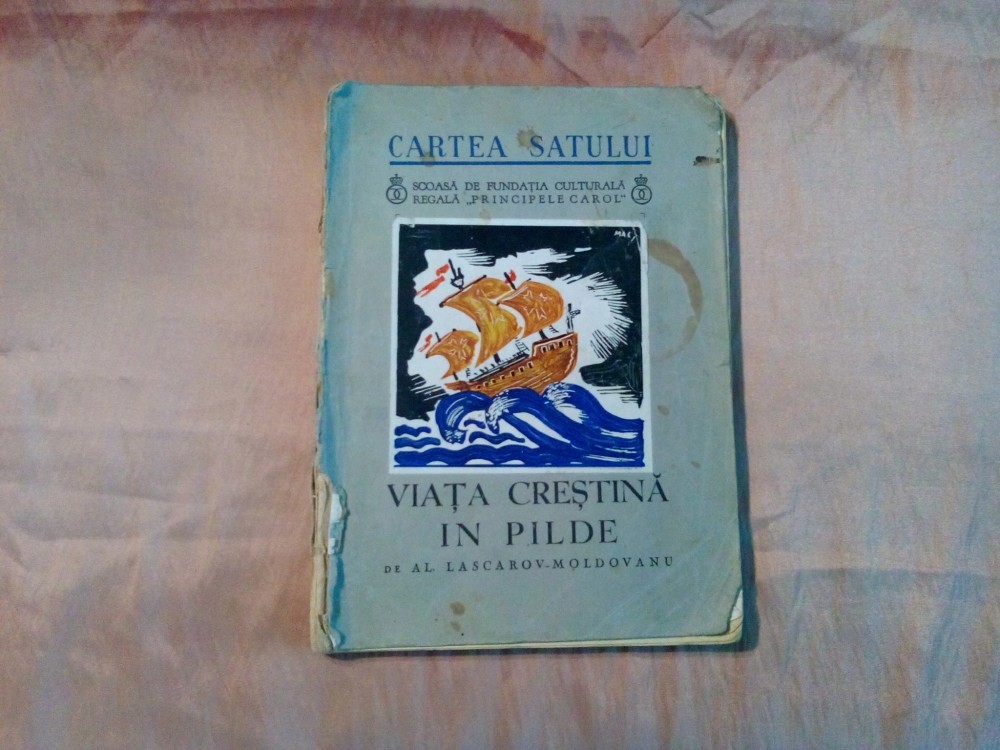 CARTEA SATULUI
SCOASĂ DE FUNDAȚIA CULTURALĂ
REGALĂ „PRINCIPELE CAROL”
MAC
VIAȚA CREȘTINĂ
IN PILDE
DE AL. LASCAROV-MOLDOVANU